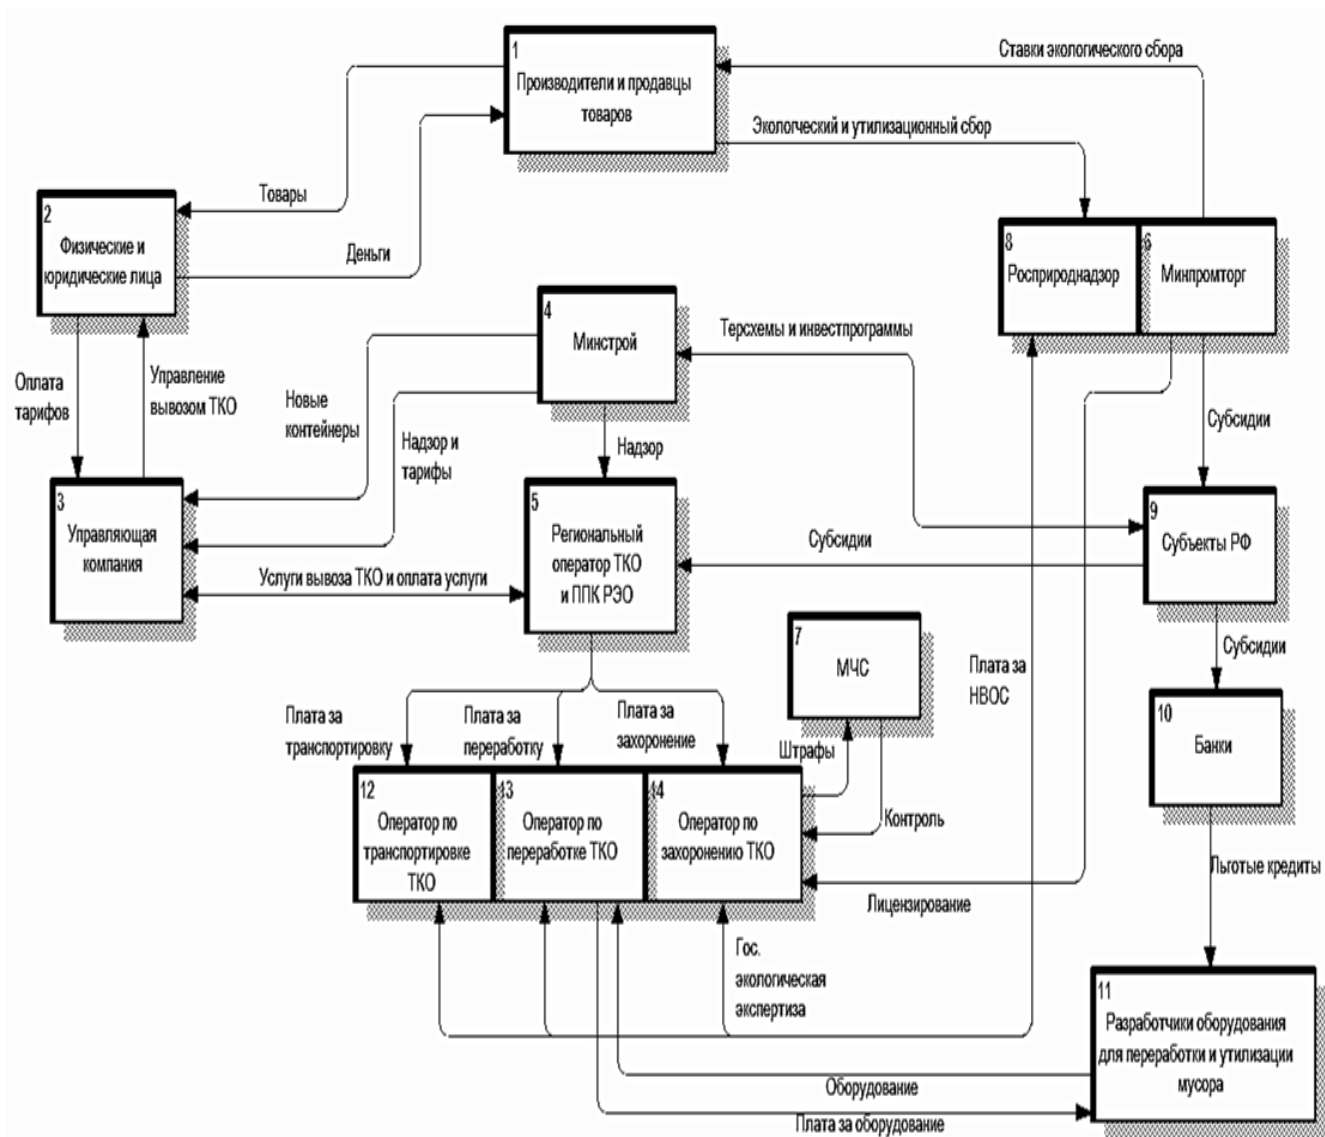 1
Производители и продавцы
товаров
Ставки экологического сбора
Экологческий и утилизационный сбор
Товары
Деньги
2
Физические и
юридические лица
8
Росприроднадзор
6
Минпромторг
4
Минстрой
Терсхемы и инвестпрограммы
Оплата
тарифов
Управление
вывозом ТКО
Новые
контейнеры
Надзор и
тарифы
Надзор
Субсидии
3
Управляющая
компания
5
Региональный
оператор ТКО
и ППК РЭО
Субсидии
9
Субъекты РФ
Услуги вывоза ТКО и оплата услуги
7
МЧС
Плата за
НВОС
Субсидии
10
Банки
Плата за
транспортировку
Плата за
переработку
Плата за
захоронение
Штрафы
Контроль
12
Оператор по
транспортировке
ТКО
13
Оператор по
переработке ТКО
14
Оператор по
захоронению ТКО
Лицензирование
Льготые кредиты
Гос.
экологическая
экспертиза
11
Разработчики оборудования
для переработки и утилизации
мусора
Оборудование
Плата за оборудование